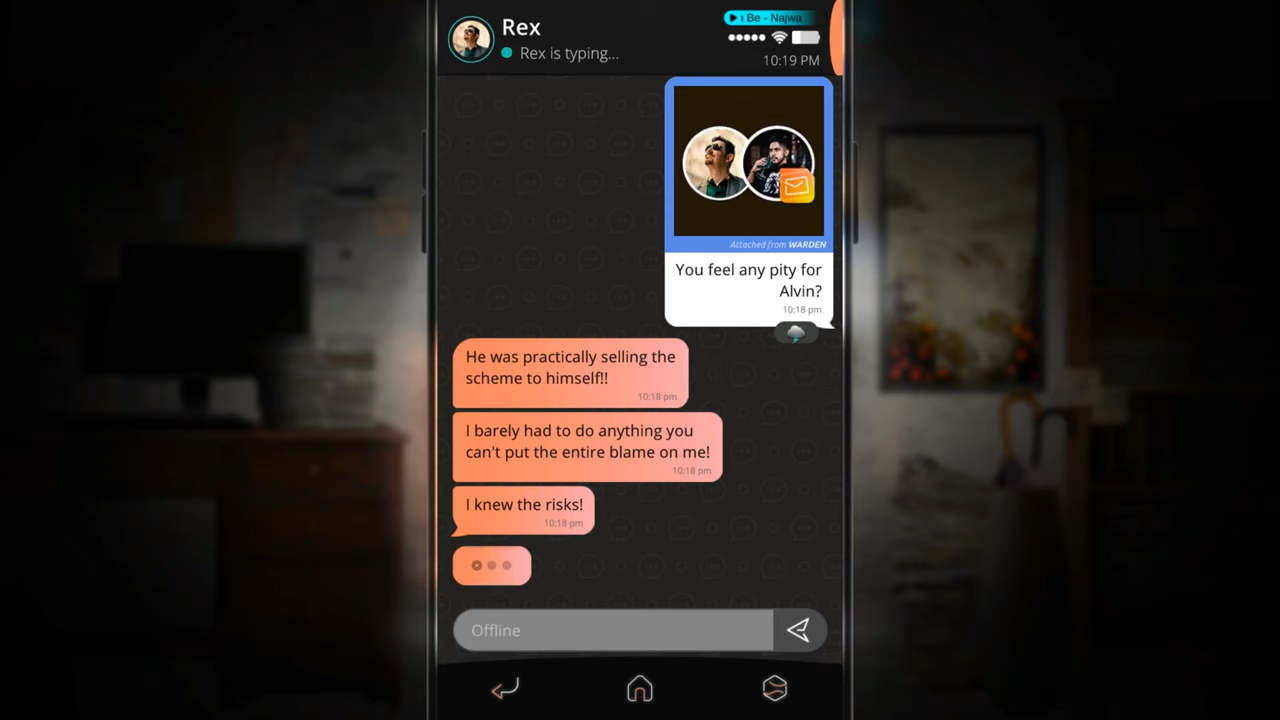 Rex
Be - Najwa
Rex is typing...
10:19 PM
Attached from WARDEN
You feel any pity for
Alvin?
10:18 pm
He was practically selling the
scheme to himself!!
10:18 pm
I barely had to do anything you
can't put the entire blame on me!
10:18 pm
I knew the risks!
10:18 pm
Offline